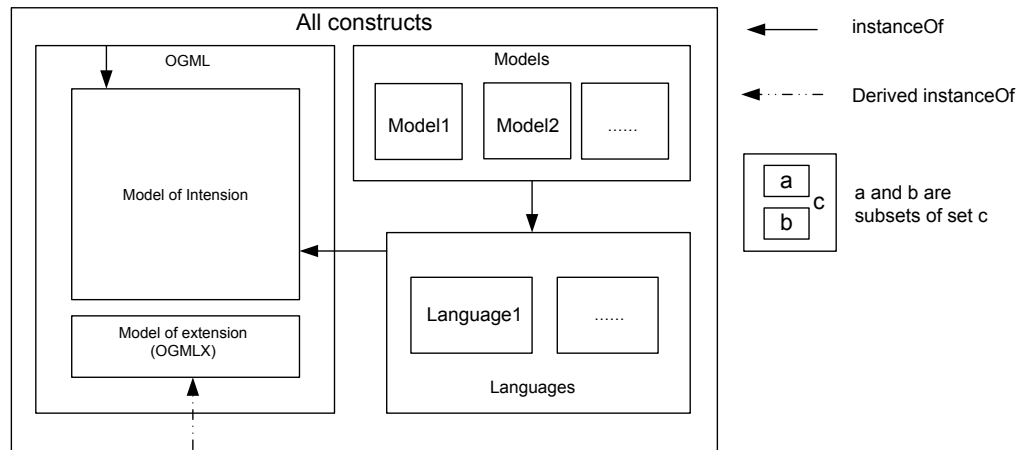 All constructs
OGML
Model of Intension
Model of extension
(OGMLX)
Models
Model1
Model2
......
Language1
......
Languages
instanceOf
Derived instanceOf
a
b
c
a and b are
subsets of set c